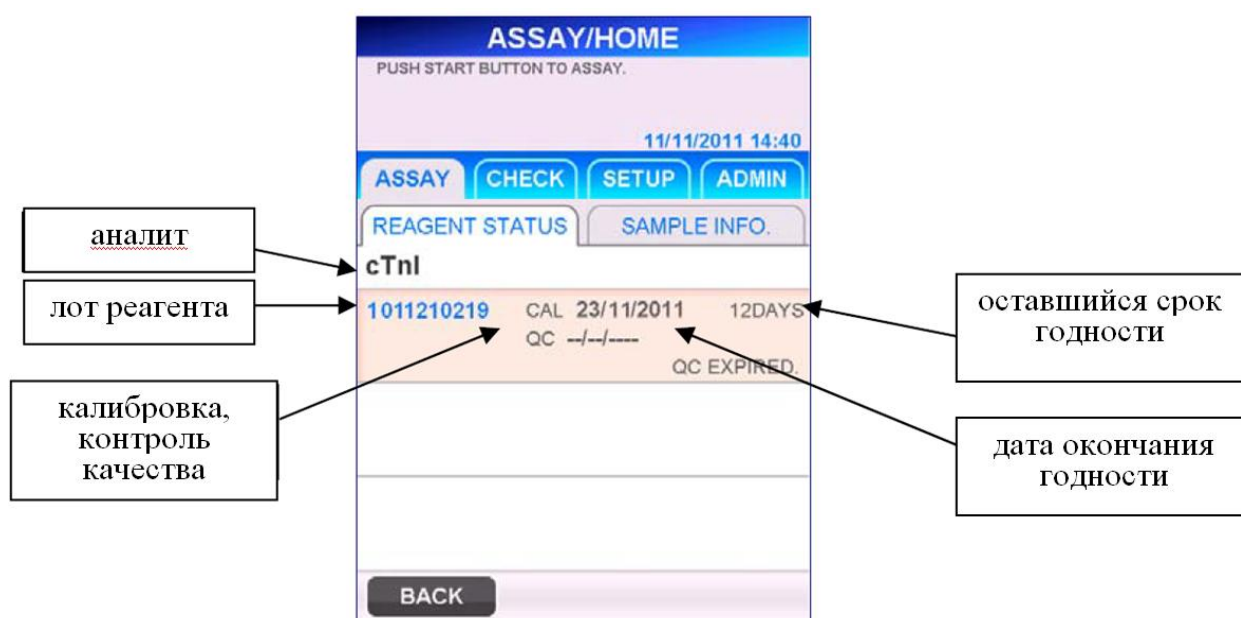 ASSAY/HOME
PUSH START BUTTON TO ASSAY.
11/11/2011 14:40
ASSAY CHECK SETUP ADMIN
REAGENT STATUS SAMPLE INFO.
cTnI
1011210219 CAL 23/11/2011 12DAYS
QC --/--/----
QC EXPIRED.
BACK
аналит
лот реагента
калибровка,
контроль
качества
оставшийся срок
годности
дата окончания
годности